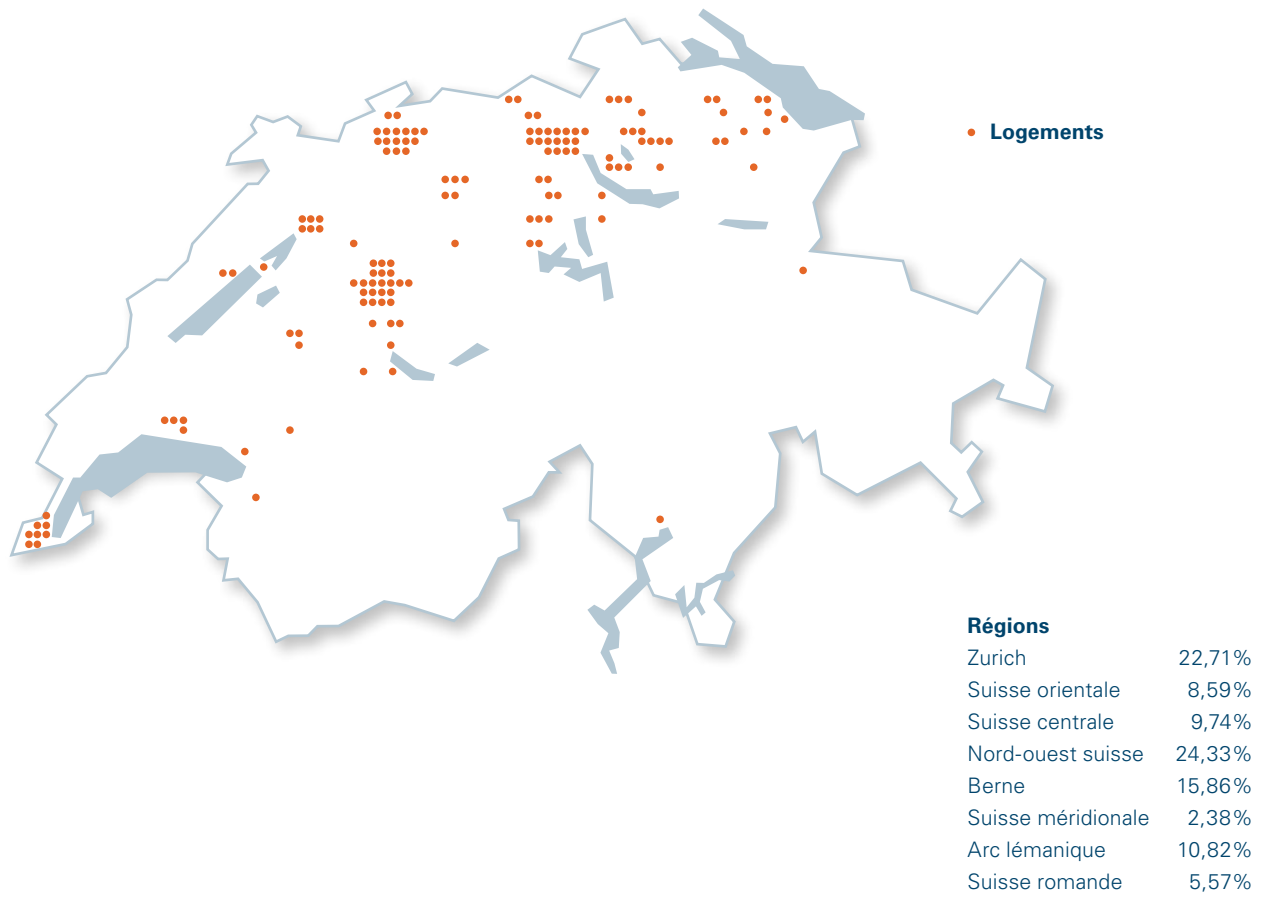 Logements
Régions
Zurich 22,71%
Suisse orientale 8,59%
Suisse centrale 9,74%
Nord-ouest suisse 24,33%
Berne 15,86%
Suisse méridionale 2,38%
Arc lémanique 10,82%
Suisse romande 5,57%